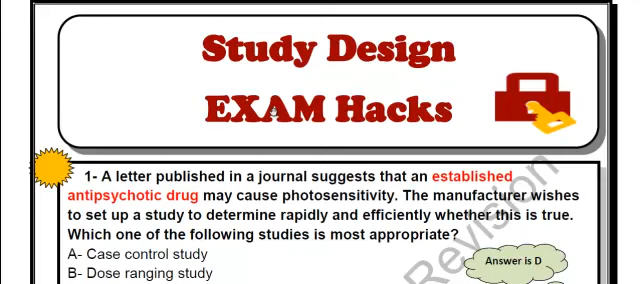 Study Design
EXAM Hacks
1- A letter published in a journal suggests that an established
antipsychotic drug may cause photosensitivity. The manufacturer wishes
to set up a study to determine rapidly and efficiently whether this is true.
Which one of the following studies is most appropriate?
A- Case control study
B- Dose ranging study
Answer is D
Revision